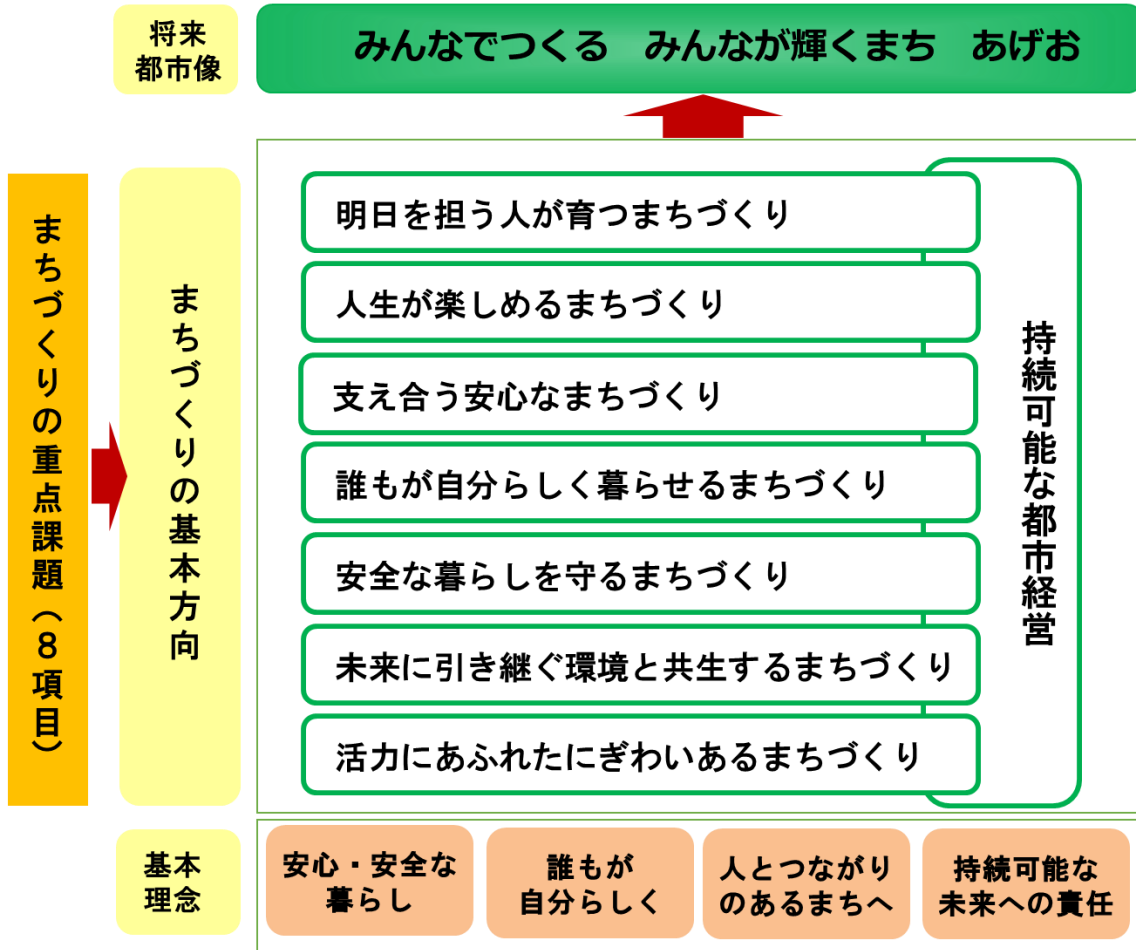 将来
都市像
みんなでつくる　みんなが輝くまち　あげお
まちづくりの重点課題（８項目）
まちづくりの基本方向
明日を担う人が育つまちづくり
人生が楽しめるまちづくり
支え合う安心なまちづくり
誰もが自分らしく暮らせるまちづくり
安全な暮らしを守るまちづくり
未来に引き継ぐ環境と共生するまちづくり
活力にあふれたにぎわいあるまちづくり
持続可能な都市経営
基本
理念
安心・安全な
暮らし
誰もが
自分らしく
人とつながり
のあるまちへ
持続可能な
未来への責任